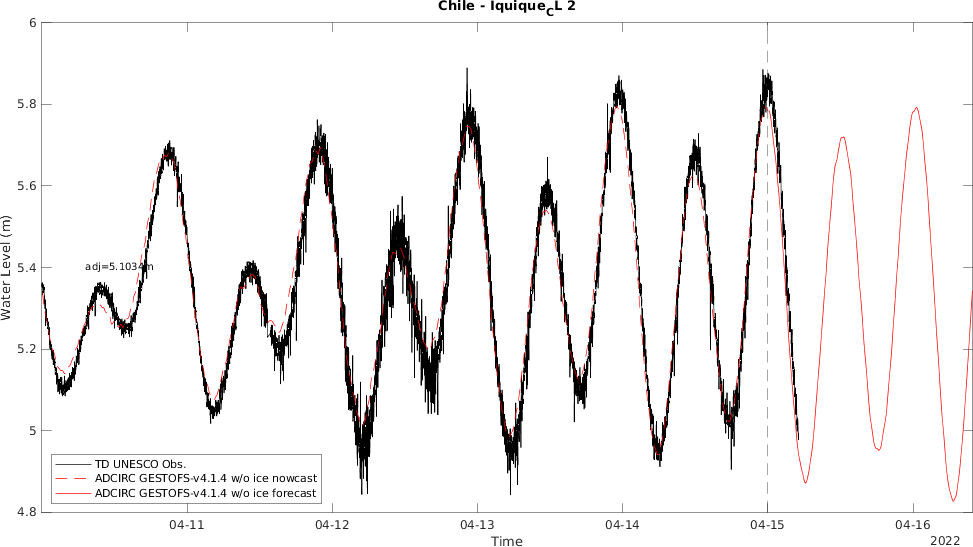 Chile - Iquique_CL 2
6
5.8
5.6
5.4
5.2
5
4.8
Water Level (m)
adj=5.1034m
TD UNESCO Obs.
ADCIRC GESTOFS-v4.1.4 w/o ice nowcast
ADCIRC GESTOFS-v4.1.4 w/o ice forecast
04-11
04-12
04-13
04-14
04-15
04-16
Time
2022